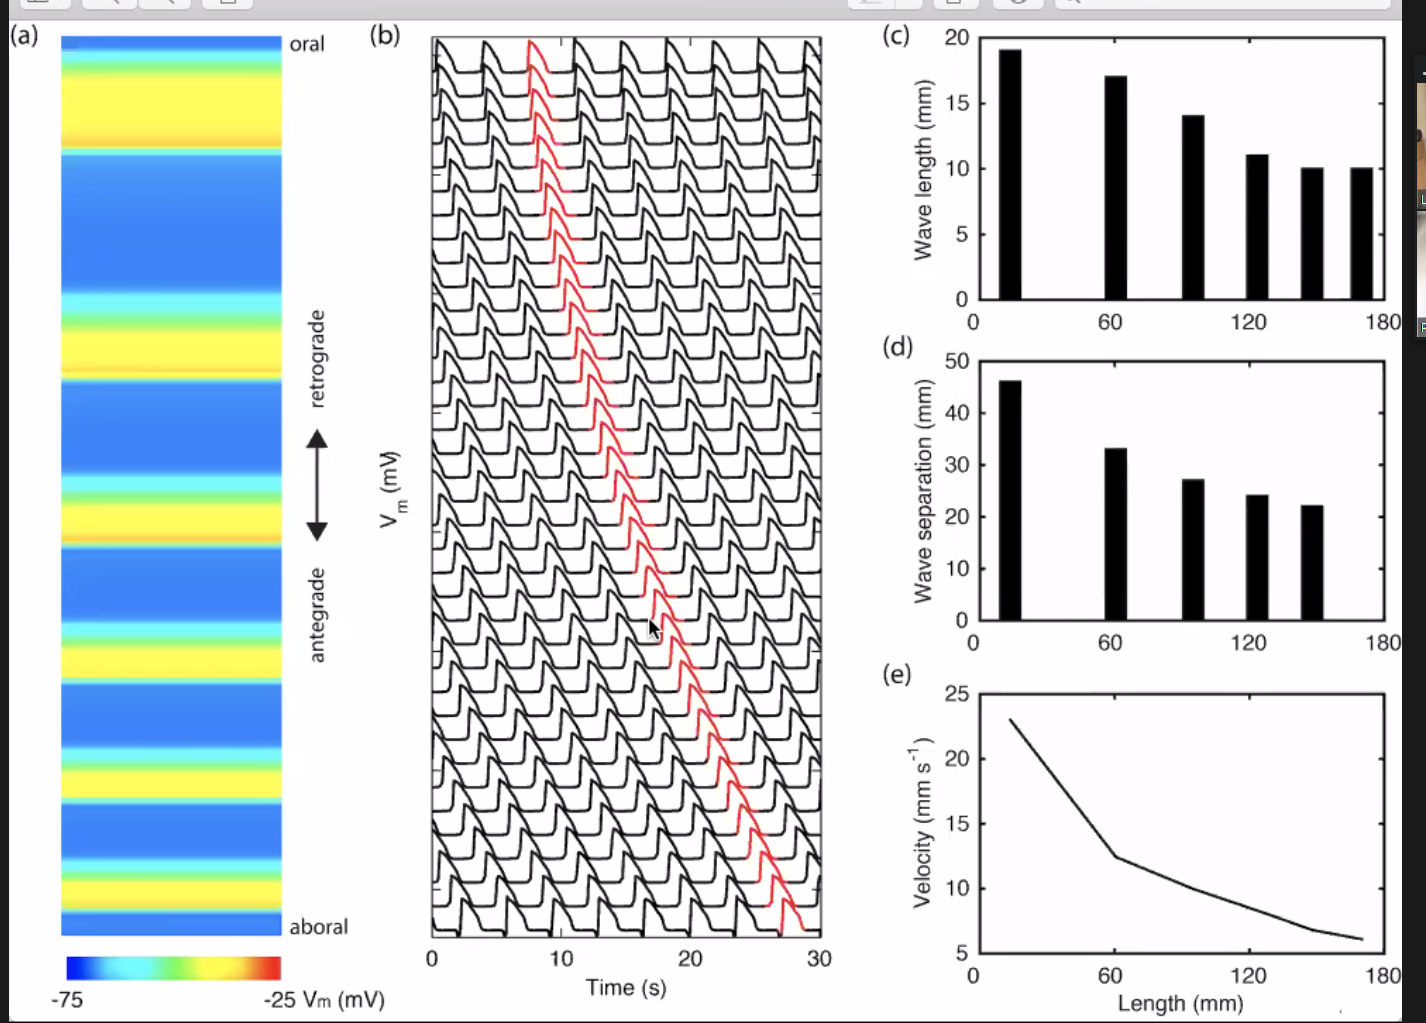 (a)
oral
retrograde
antegrade
aboral
-75
-25 Vm (mV)
(b)
Vm (mV)
0
10
20
30
Time (s)
(c)
Wave length (mm)
20
15
10
5
0
0
60
120
180
(d)
Wave separation (mm)
50
40
30
20
10
0
0
60
120
180
(e)
Velocity (mm s-1)
25
20
15
10
5
0
60
120
180
Length (mm)